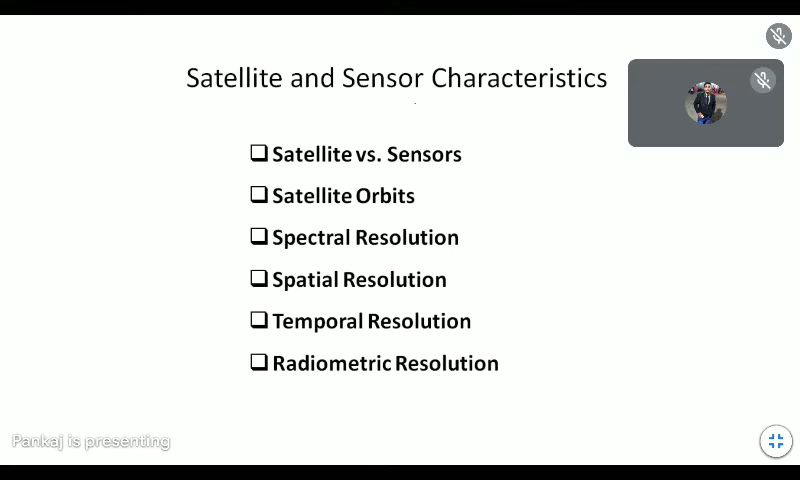 Satellite and Sensor Characteristics
Satellite vs. Sensors
Satellite Orbits
Spectral Resolution
Spatial Resolution
Temporal Resolution
Radiometric Resolution
Pankaj is presenting